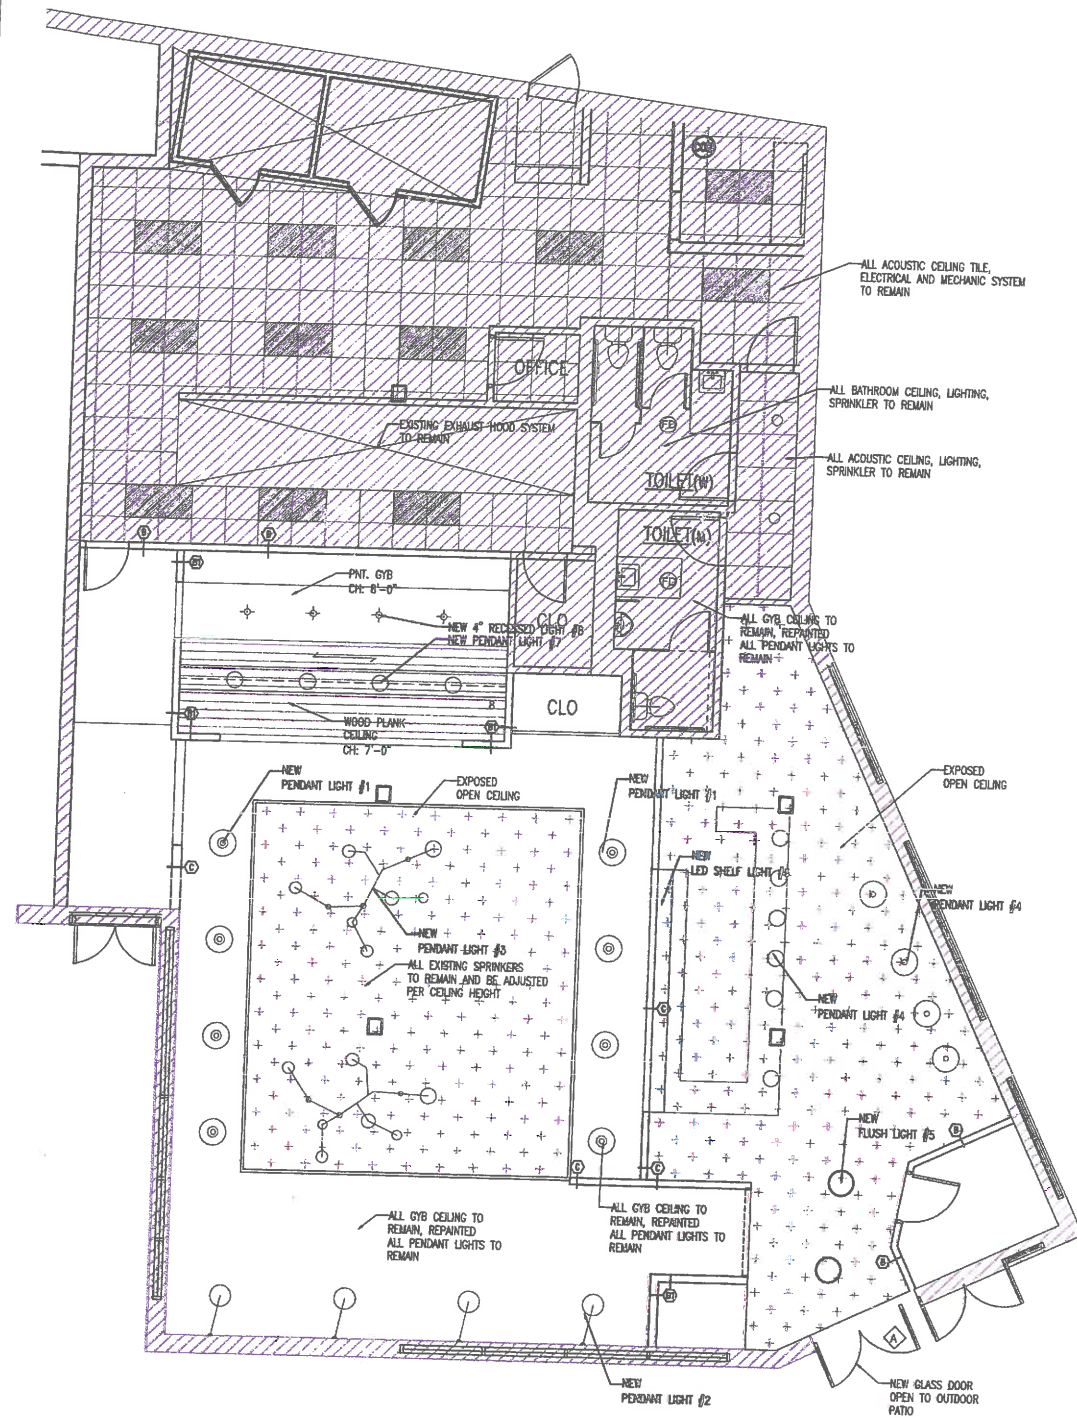 ALL ACOUSTIC CEILING TILE,
ELECTRICAL AND MECHANIC SYSTEM
TO REMAIN
OFFICE
ALL BATHROOM CEILING, LIGHTING,
SPRINKLER TO REMAIN
EXISTING EXHAUST HOOD SYSTEM
TO REMAIN
FD
ALL ACOUSTIC CEILING, LIGHTING,
SPRINKLER TO REMAIN
TOILET(W)
TOILET(M)
B
B
BT
PNT. GYB
CH: 8'-0"
FD
CLO
NEW 4" RECESSED LIGHT #8
NEW PENDANT LIGHT #7
ALL GYB CEILING TO
REMAIN, REPAINTED
ALL PENDANT LIGHTS TO
REMAIN
B
CLO
BT
BT
WOOD PLANK
CEILING
CH: 7'-0"
NEW
PENDANT LIGHT #1
EXPOSED
OPEN CEILING
NEW
PENDANT LIGHT #1
EXPOSED
OPEN CEILING
C
NEW
LED SHELF LIGHT
NEW
PENDANT LIGHT #4
NEW
PENDANT LIGHT #3
ALL EXISTING SPRINKERS
TO REMAIN AND BE ADJUSTED
PER CEILING HEIGHT
NEW
PENDANT LIGHT #4
C
NEW
FLUSH LIGHT #5
B
C
C
ALL GYB CEILING TO
REMAIN, REPAINTED
ALL PENDANT LIGHTS TO
REMAIN
ALL GYB CEILING TO
REMAIN, REPAINTED
ALL PENDANT LIGHTS TO
REMAIN
B
BT
A
NEW
PENDANT LIGHT #2
NEW GLASS DOOR
OPEN TO OUTDOOR
PATIO